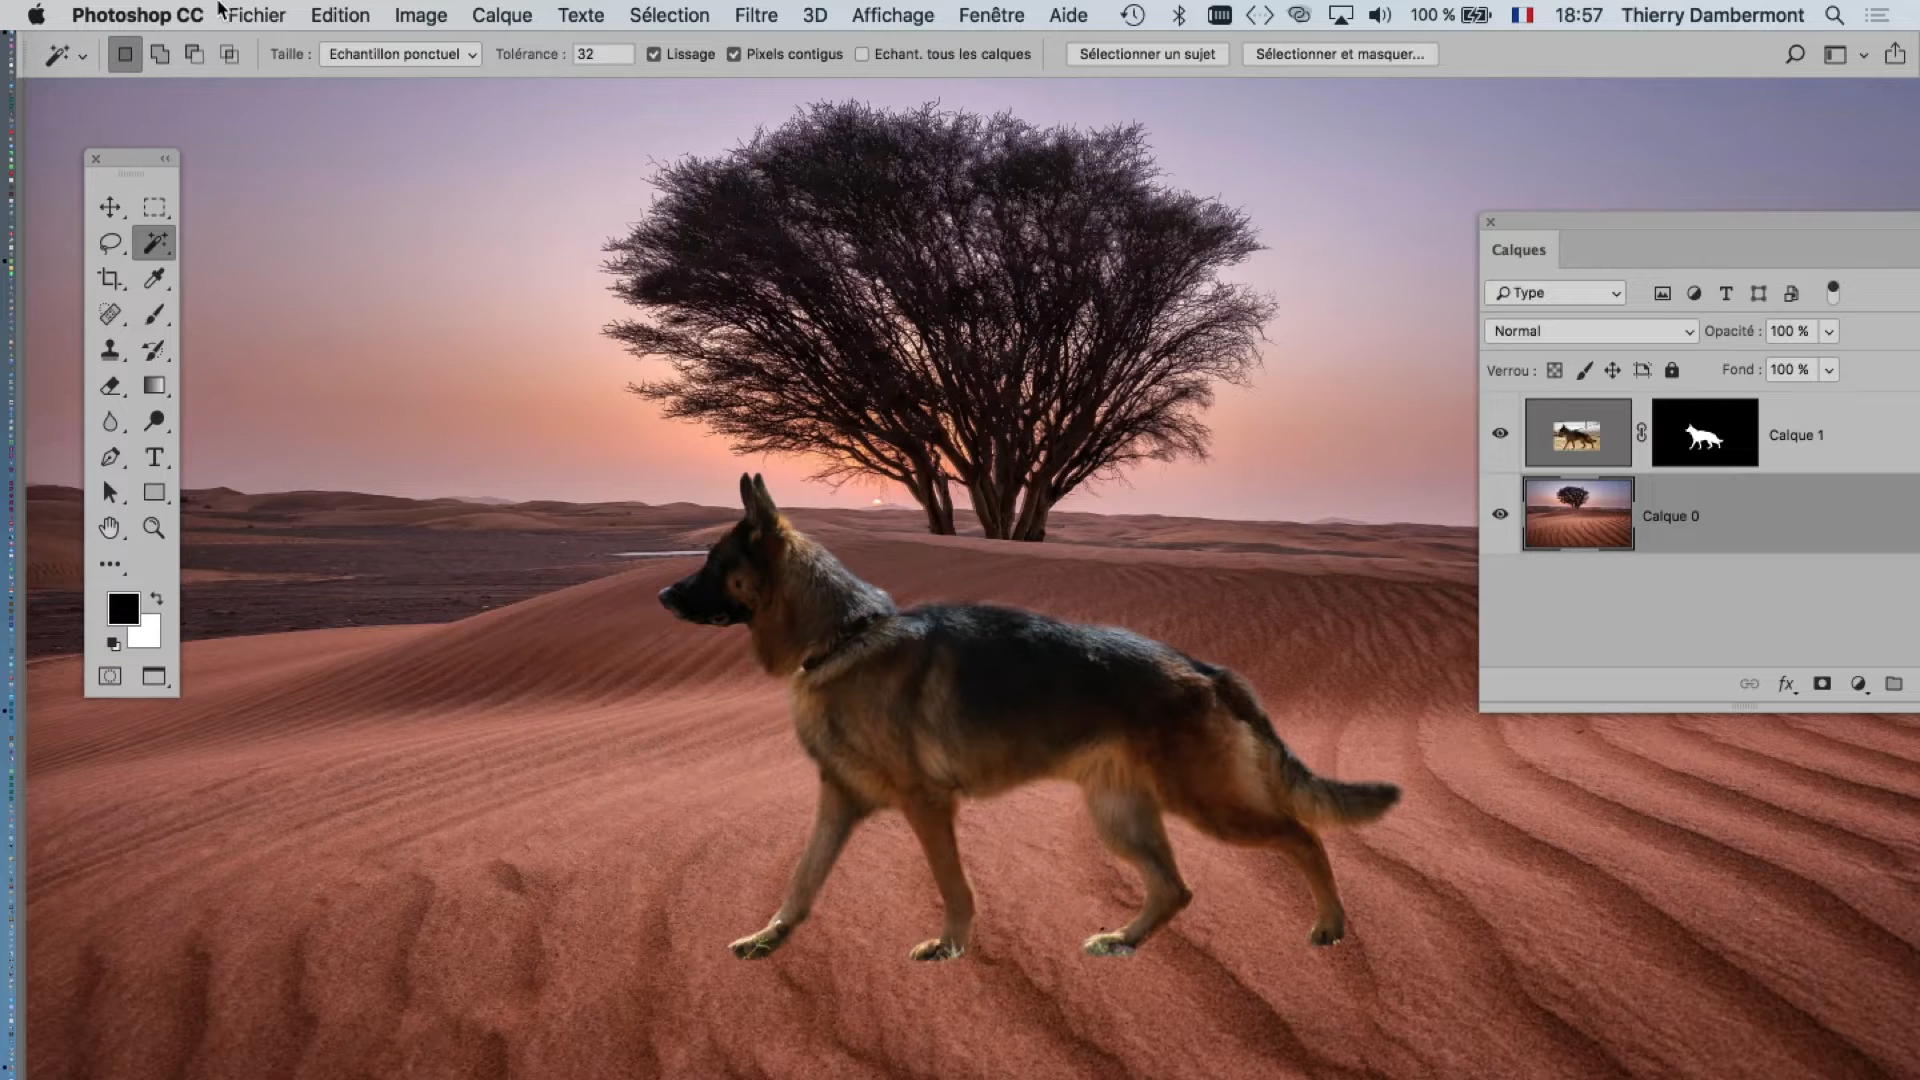 Photoshop CC Fichier Edition Image Calque Texte Sélection Filtre 3D Affichage Fenêtre Aide 100 % 18:57 Thierry Dambermont
Taille : Echantillon ponctuel Tolérance : 32 Lissage Pixels contigus Echant. tous les calques Sélectionner un sujet Sélectionner et masquer...
Calques
Type
Normal Opacité : 100 %
Verrou : Fond : 100 %
Calque 1
Calque 0
fx